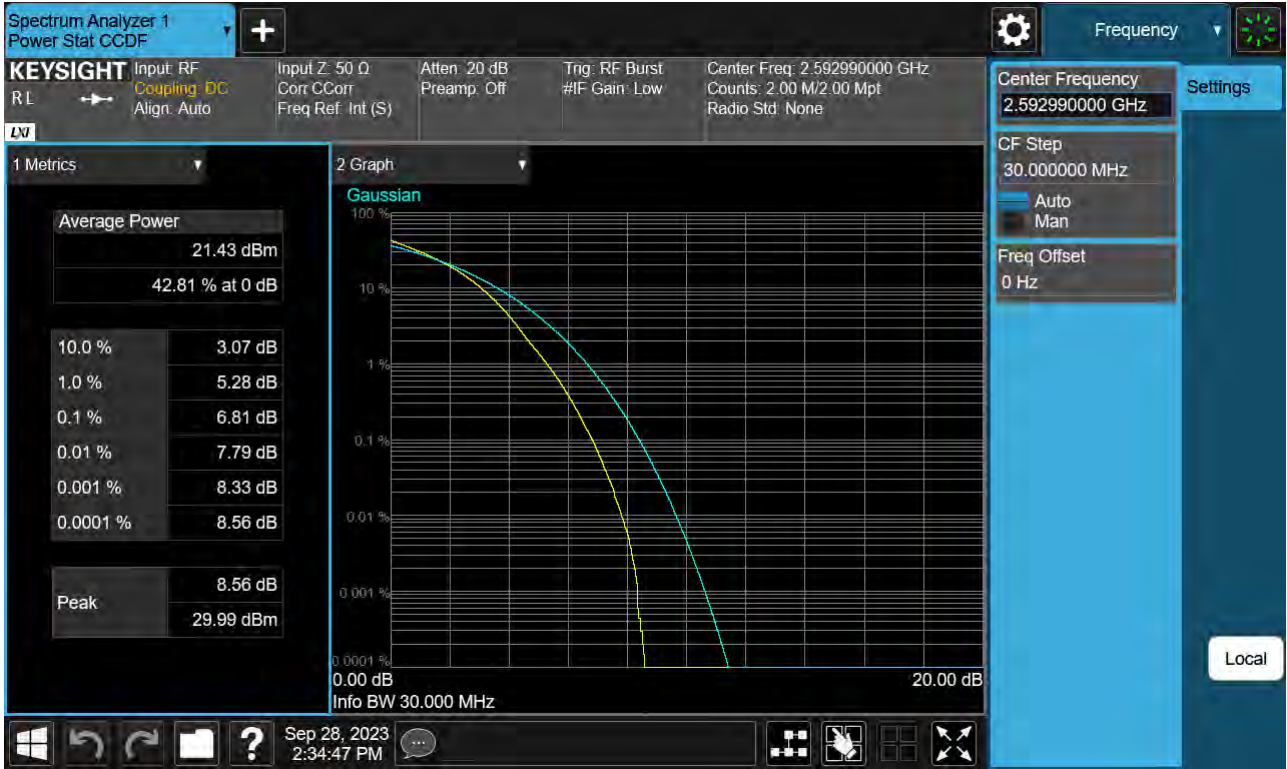 Spectrum Analyzer 1
Power Stat CCDF
+
Frequency
KEYSIGHT
R L
LXI
Input: RF
Coupling: DC
Align: Auto
Input Z: 50 Ω
Corr CCorr
Freq Ref: Int (S)
Atten: 20 dB
Preamp: Off
Trig: RF Burst
#IF Gain: Low
Center Freq: 2.592990000 GHz
Counts: 2.00 M/2.00 Mpt
Radio Std: None
Center Frequency
2.592990000 GHz
Settings
CF Step
30.000000 MHz
Auto
Man
Freq Offset
0 Hz
1 Metrics
Average Power
21.43 dBm
42.81 % at 0 dB
10.0 % 3.07 dB
1.0 % 5.28 dB
0.1 % 6.81 dB
0.01 % 7.79 dB
0.001 % 8.33 dB
0.0001 % 8.56 dB
Peak
8.56 dB
29.99 dBm
2 Graph
Gaussian
100 %
10 %
1 %
0.1 %
0.01 %
0.001 %
0.0001 %
0.00 dB 20.00 dB
Info BW 30.000 MHz
Local
?
Sep 28, 2023
2:34:47 PM